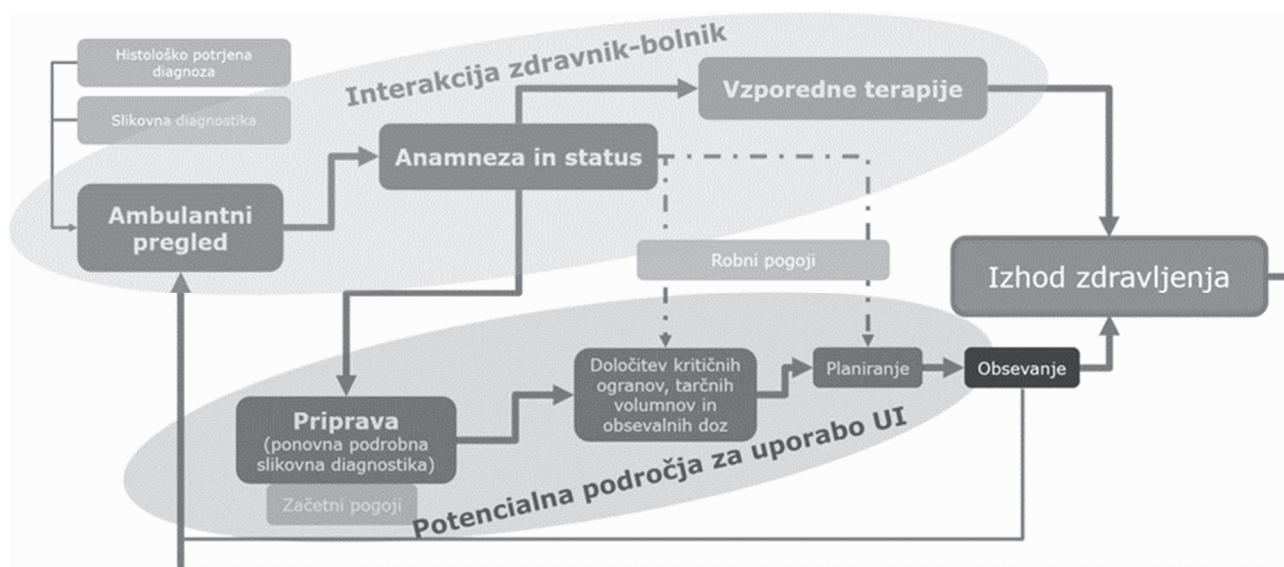 Histološko potrjena
diagnoza
Slikovna diagnostika
Interakcija zdravnik-bolnik
Vzporedne terapije
Anamneza in status
Ambulantni
pregled
Robni pogoji
Izhod zdravljenja
Določitev kritičnih
ogranov, tarčnih
volumnov in
obsevalnih doz
Planiranje
Obsevanje
Priprava
(ponovna podrobna
slikovna diagnostika)
Začetni pogoji
Potencialna področja za uporabo UI